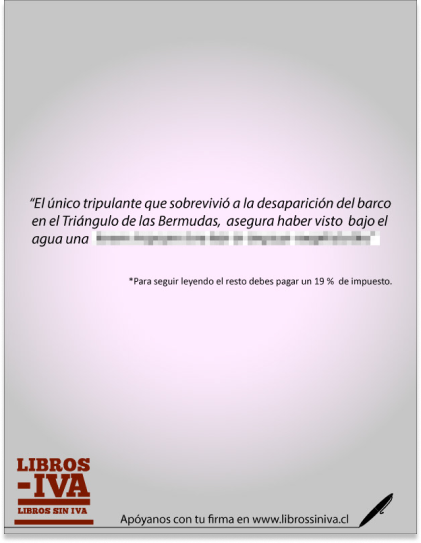 “El único tripulante que sobrevivió a la desaparición del barco
en el Triángulo de las Bermudas, asegura haber visto bajo el
agua una
*Para seguir leyendo el resto debes pagar un 19 % de impuesto.
LIBROS
-IVA
LIBROS SIN IVA
Apóyanos con tu firma en www.librossiniva.cl